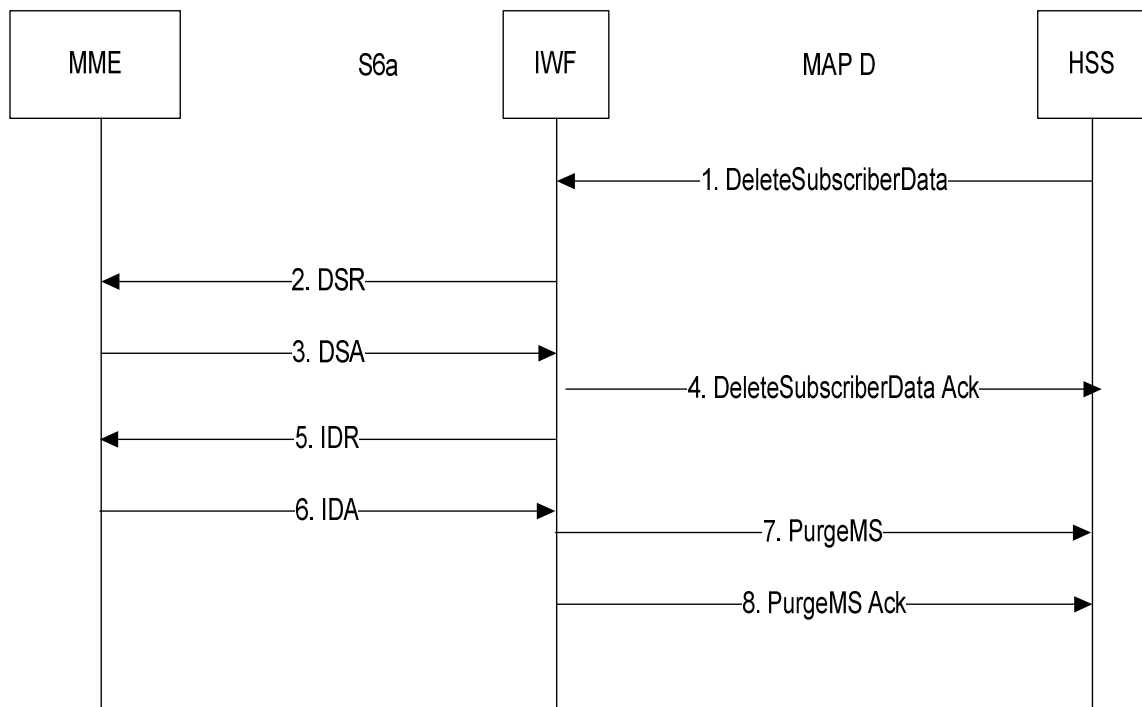 MME
S6a
IWF
MAP D
HSS
1. DeleteSubscriberData
2. DSR
3. DSA
4. DeleteSubscriberData Ack
5. IDR
6. IDA
7. PurgeMS
8. PurgeMS Ack